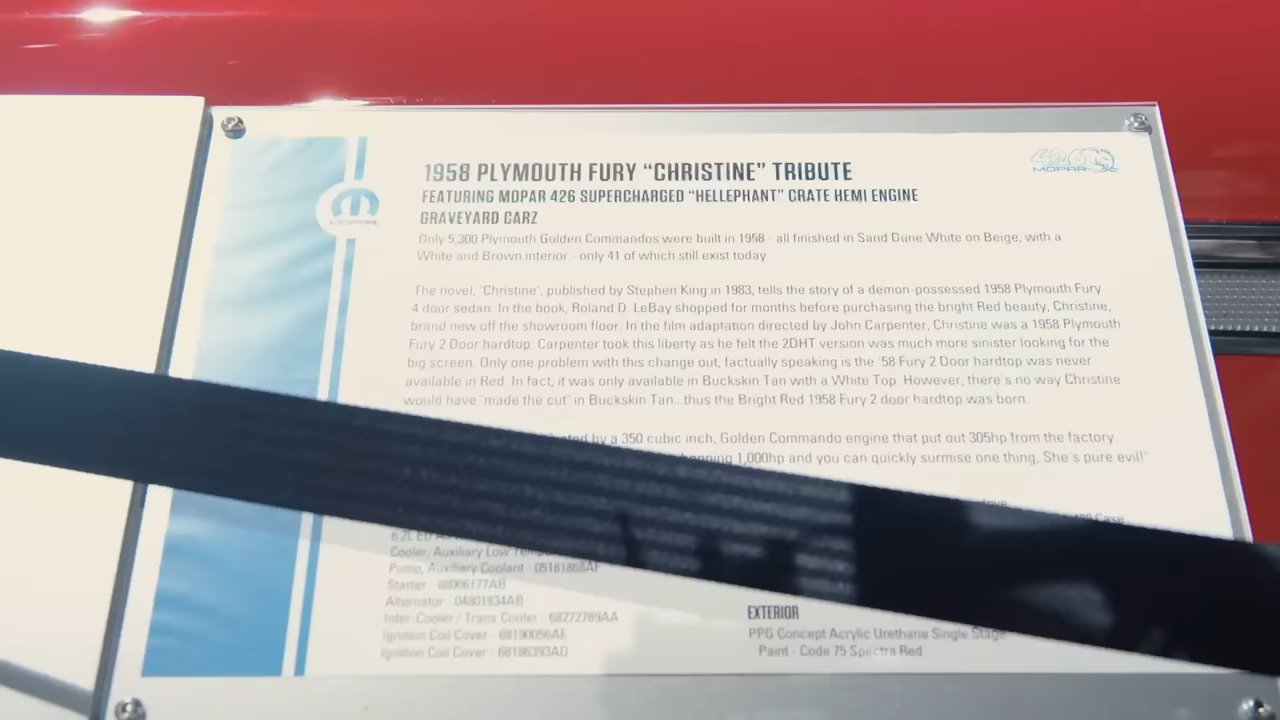 1958 PLYMOUTH FURY “CHRISTINE” TRIBUTE
FEATURING MOPAR 426 SUPERCHARGED “HELLEPHANT” CRATE HEMI ENGINE
GRAVEYARD CARZ
MOPAR
Only 5,300 Plymouth Golden Commandos were built in 1958 - all finished in Sand Dune White on Beige, with a
White and Brown interior - only 41 of which still exist today.
The novel, "Christine", published by Stephen King in 1983, tells the story of a demon-possessed 1958 Plymouth Fury
4 door sedan. In the book, Roland D. LeBay shopped for months before purchasing the bright Red beauty, Christine,
brand new off the showroom floor. In the film adaptation directed by John Carpenter, Christine was a 1958 Plymouth
Fury 2 Door hardtop. Carpenter took this liberty as he felt the 2DHT version was much more sinister looking for the
big screen. Only one problem with this change out, factually speaking is the '58 Fury 2 Door hardtop was never
available in Red. In fact, it was only available in Buckskin Tan with a White Top. However, there's no way Christine
would have "made the cut" in Buckskin Tan...thus the Bright Red 1958 Fury 2 door hardtop was born.
by a 350 cubic inch, Golden Commando engine that put out 305hp from the factory.
1,000hp and you can quickly surmise one thing, She's pure evil!"
Case
6.2L
Cooler, Auxiliary Low
Pump, Auxiliary Coolant - 05181868AF
Starter - 68066127AB
Alternator - 04801834AB
Inter Cooler / Trans Cooler - 68272789AA
Ignition Coil Cover - 68190056AE
Ignition Coil Cover - 68186393AD
EXTERIOR
PPG Concept Acrylic Urethane Single Stage
Paint - Code 75 Spectra Red